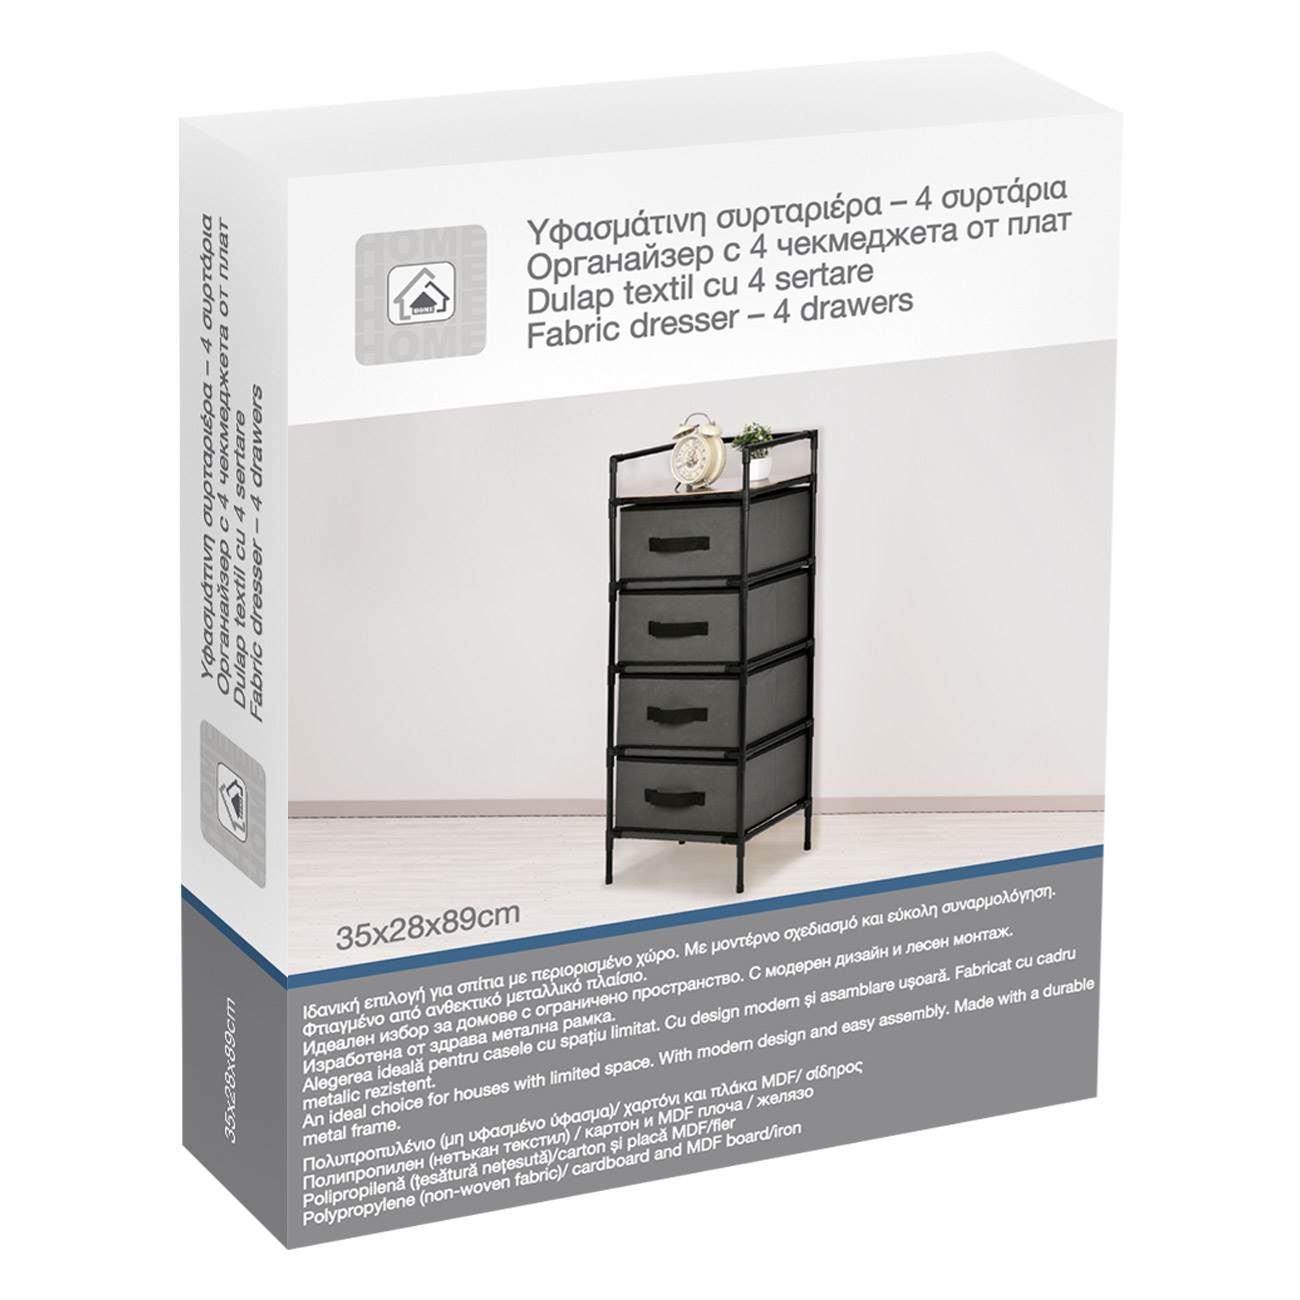 HOME
HOME
HOME
HOME
HOME
Υφασμάτινη συρταριέρα – 4 συρτάρια
Органайзер с 4 чекмеджета от плат
Dulap textil cu 4 sertare
Fabric dresser – 4 drawers
35x28x89cm
Ιδανική επιλογή για σπίτια με περιορισμένο χώρο. Με μοντέρνο σχεδιασμό και εύκολη συναρμολόγηση.
Φτιαγμένο από ανθεκτικό μεταλλικό πλαίσιο.
Идеален избор за домове с ограничено пространство. С модерен дизайн и лесен монтаж.
Изработена от здрава метална рамка.
Alegerea ideală pentru casele cu spațiu limitat. Cu design modern și asamblare ușoară. Fabricat cu cadru
metalic rezistent.
An ideal choice for houses with limited space. With modern design and easy assembly. Made with a durable
metal frame.
Πολυπροπυλένιο (μη υφασμένο ύφασμα)/ χαρτόνι και πλάκα MDF/ σίδηρος
Полипропилен (нетъкан текстил) / картон и MDF плоча / желязо
Polipropilenă (țesătură nețesută)/carton și placă MDF/fier
Polypropylene (non-woven fabric)/ cardboard and MDF board/iron
Υφασμάτινη συρταριέρα – 4 συρτάρια
Органайзер с 4 чекмеджета от плат
Dulap textil cu 4 sertare
Fabric dresser – 4 drawers
35x28x89cm